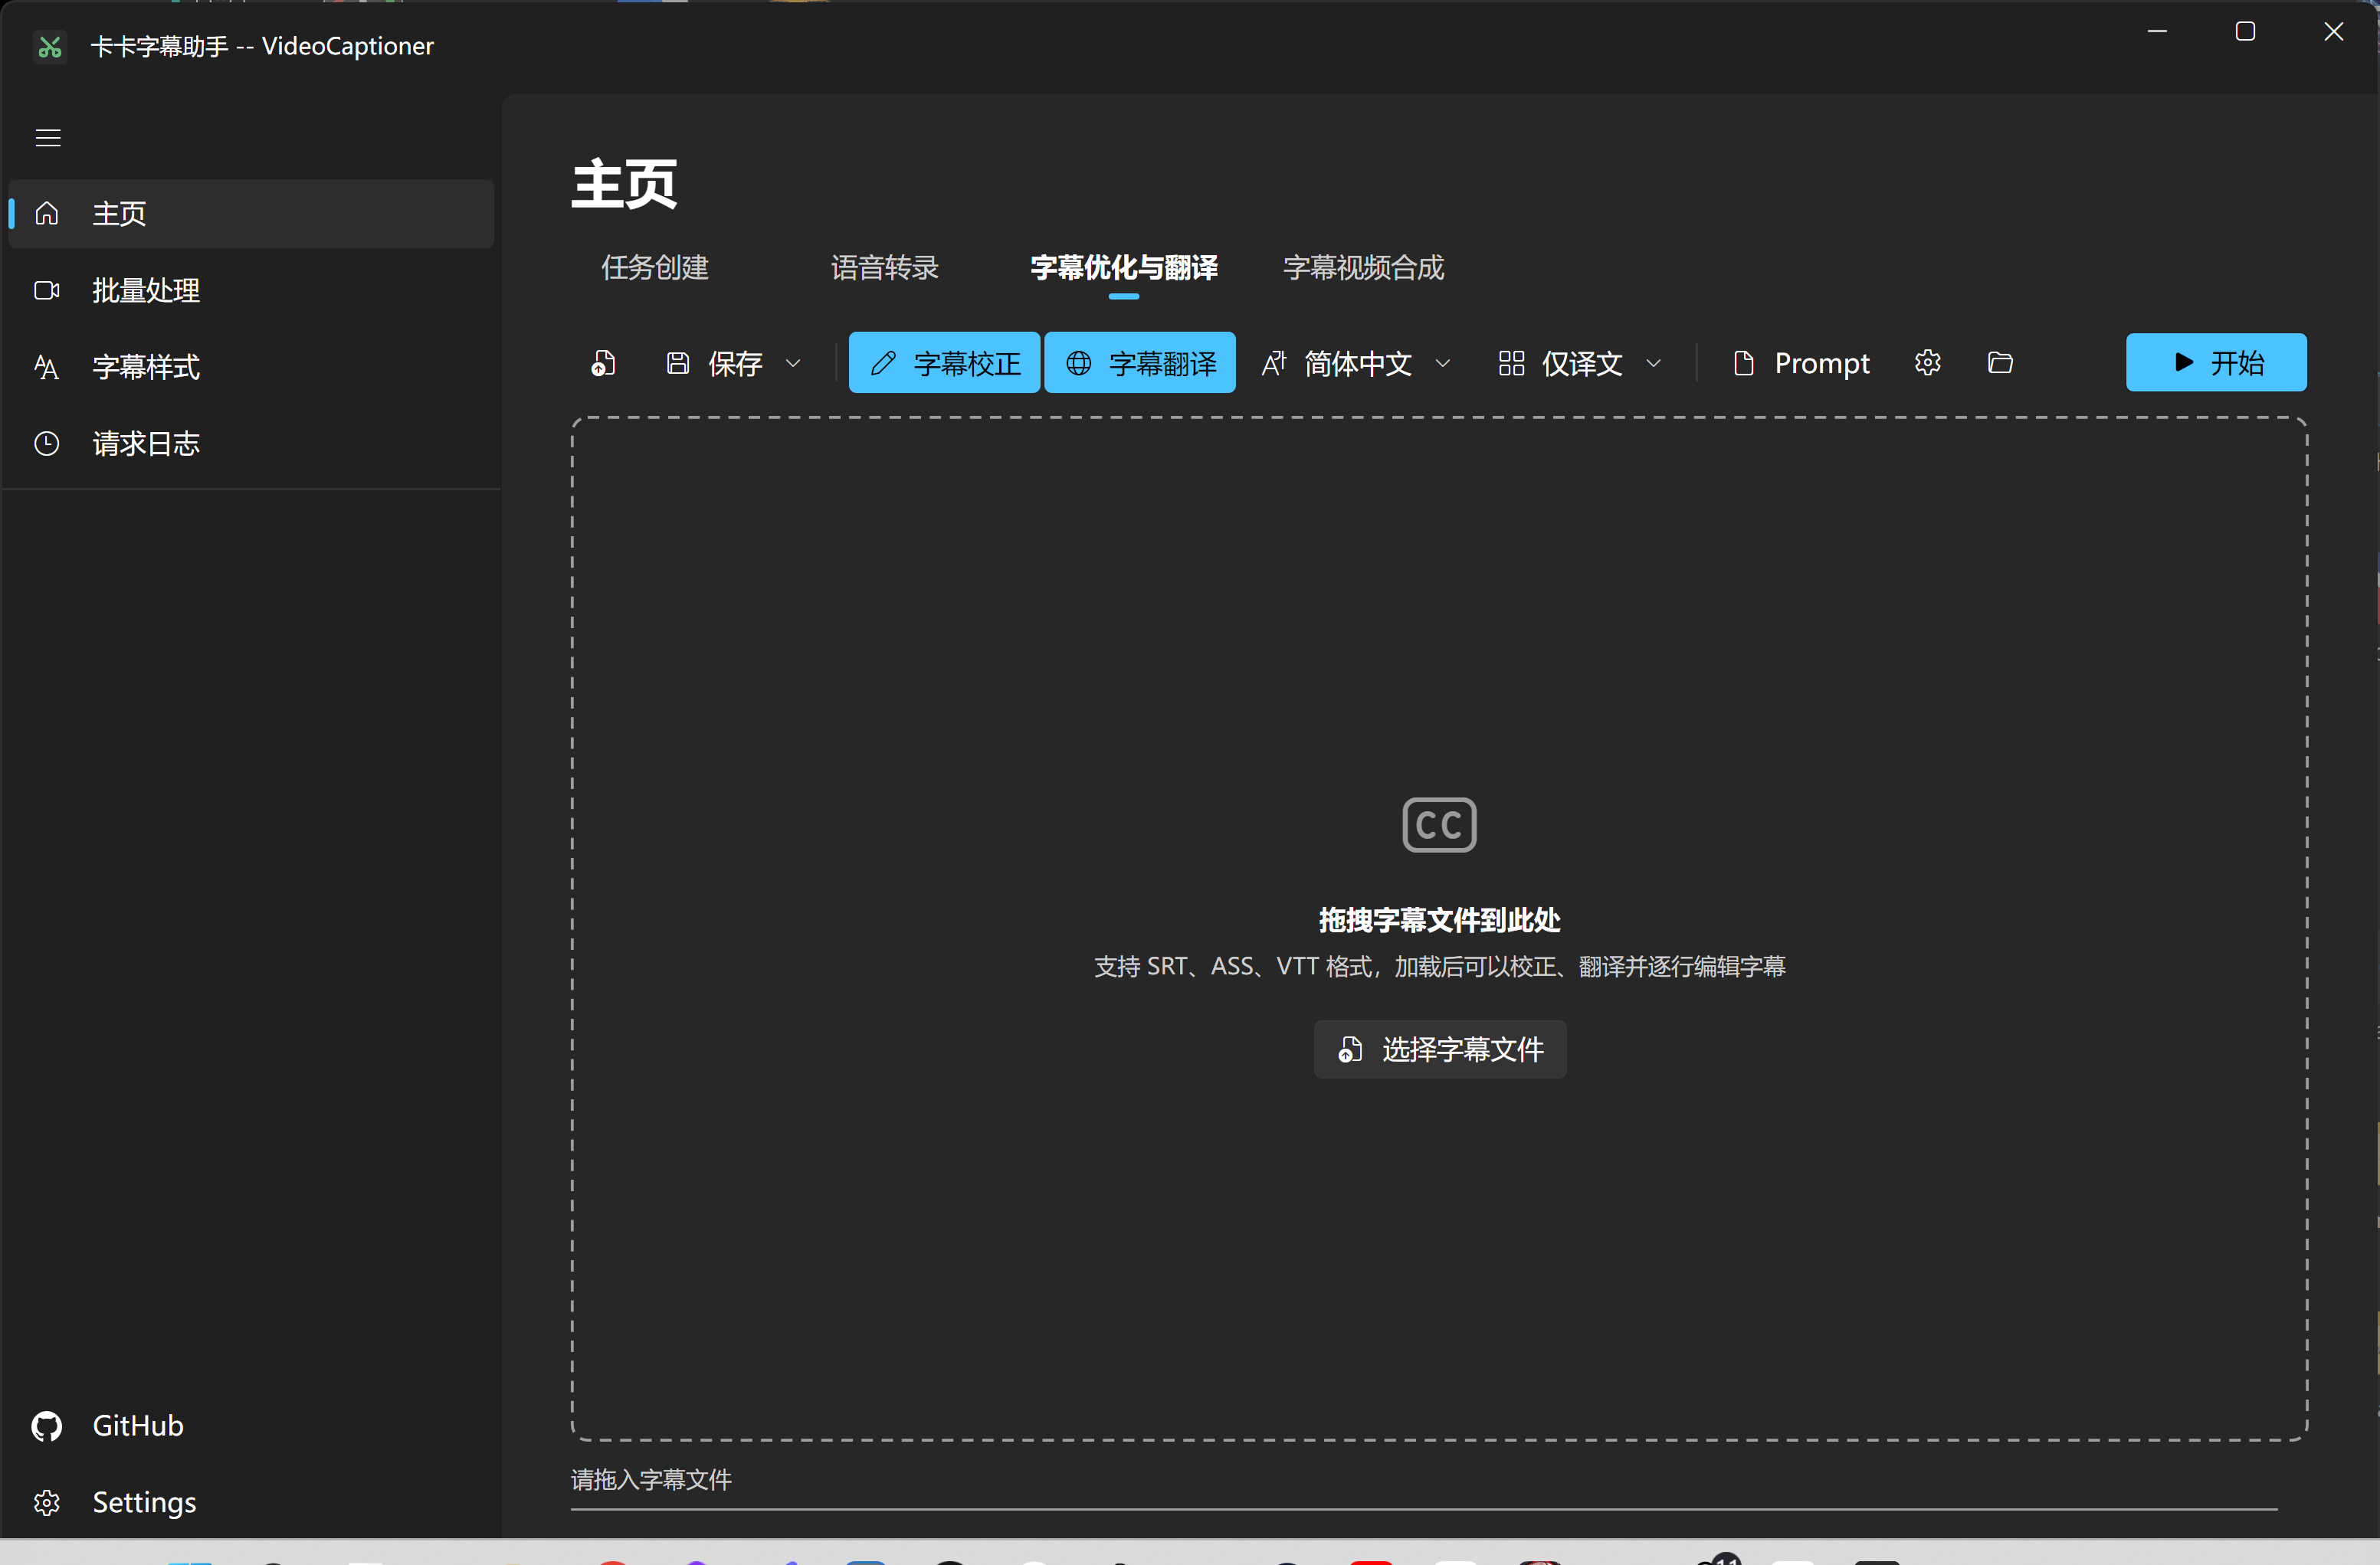 卡卡字幕助手 -- VideoCaptioner
主页
批量处理
字幕样式
请求日志
GitHub
Settings
主页
任务创建 语音转录 字幕优化与翻译 字幕视频合成
保存 字幕校正 字幕翻译 简体中文 仅译文 Prompt 开始
CC
拖拽字幕文件到此处
支持 SRT、ASS、VTT 格式，加载后可以校正、翻译并逐行编辑字幕
选择字幕文件
请拖入字幕文件